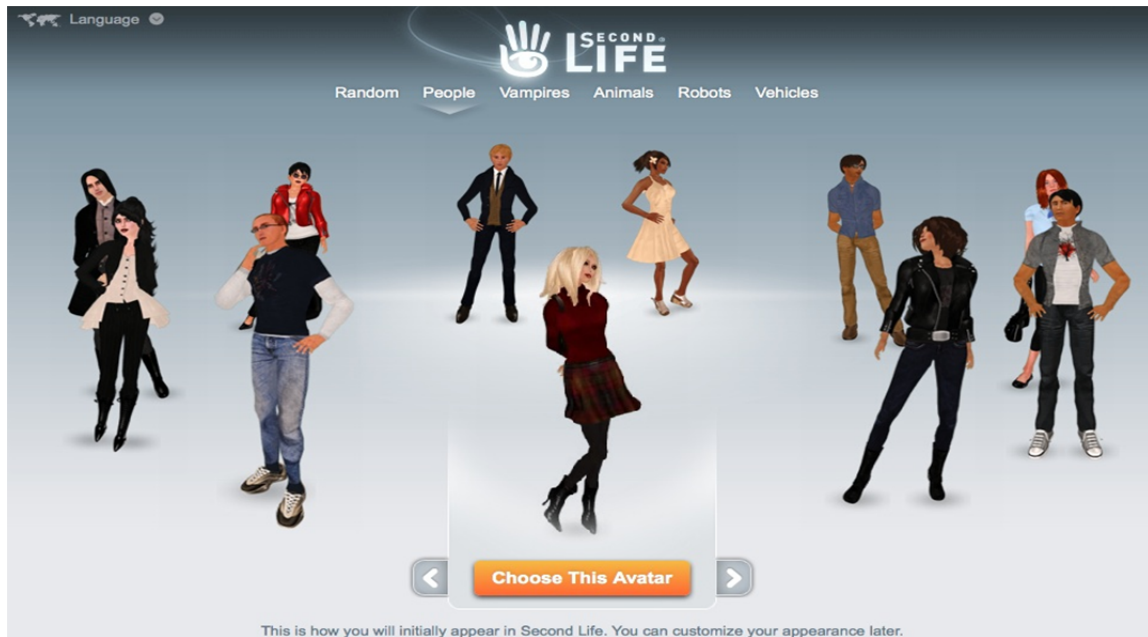 Language
SECOND
LIFE
Random People Vampires Animals Robots Vehicles
Choose This Avatar
This is how you will initially appear in Second Life. You can customize your appearance later.